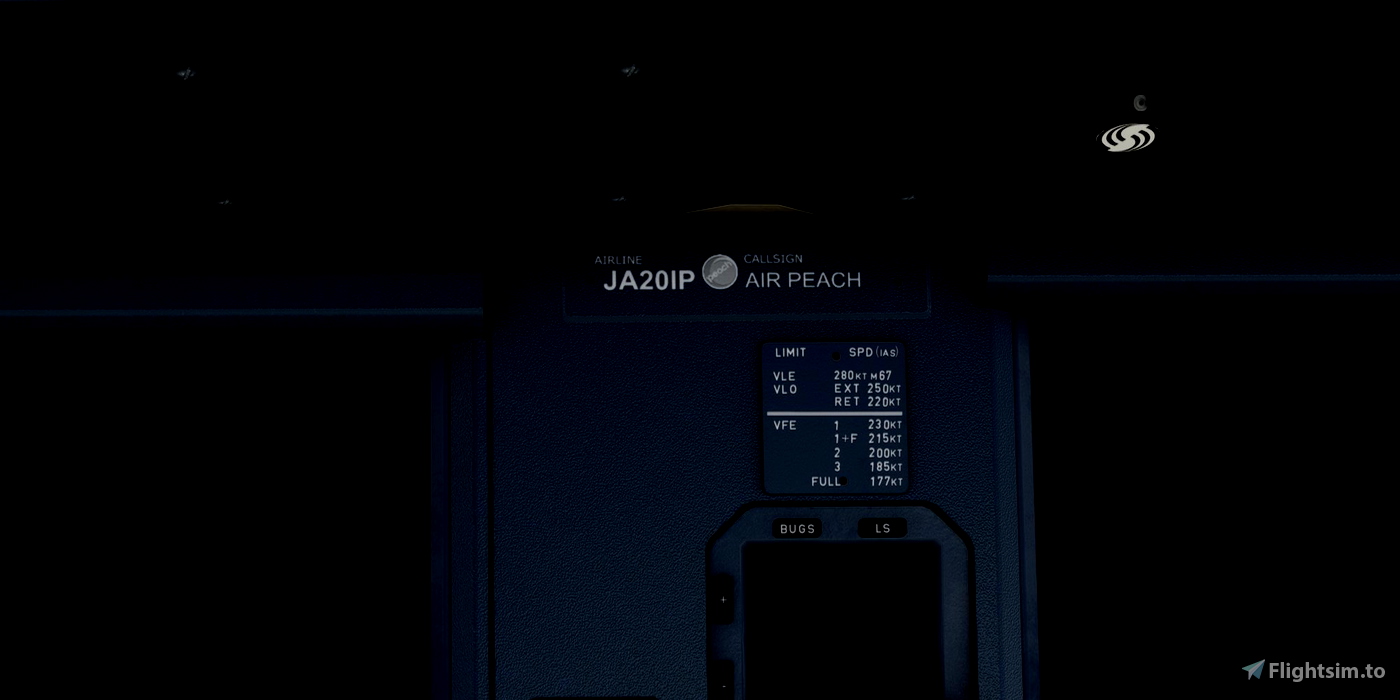 AIRLINE
CALLSIGN
JA20IP
peach
AIR PEACH
LIMIT SPD (IAS)
VLE 280KT M67
VLO EXT 250KT
RET 220KT
VFE 1 230KT
1+F 215KT
2 200KT
3 185KT
FULL 177KT
BUGS LS
+
-
Flightsim.to